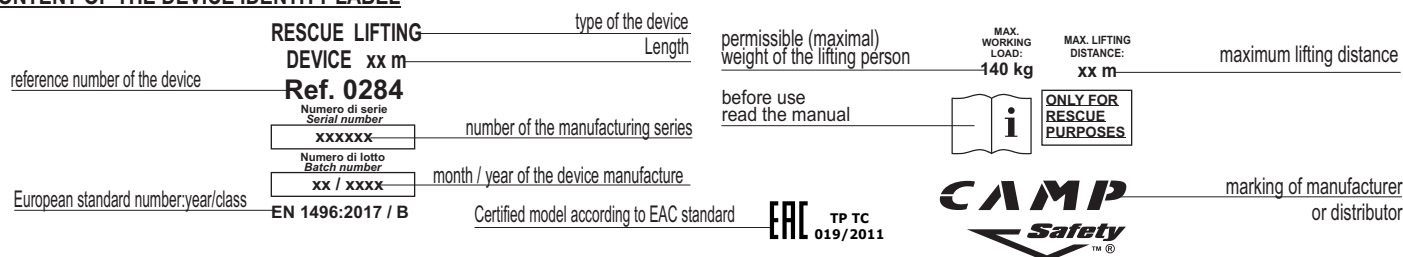 CONTENT OF THE DEVICE IDENTITY LABEL
RESCUE LIFTING
DEVICE xx m
type of the device
Length
reference number of the device
Ref. 0284
Numero di serie
Serial number
xxxxxx
number of the manufacturing series
Numero di lotto
Batch number
xx / xxxx
month / year of the device manufacture
European standard number:year/class
EN 1496:2017 / B
Certified model according to EAC standard
EAC
TP TC
019/2011
permissible (maximal)
weight of the lifting person
MAX.
WORKING
LOAD:
140 kg
MAX. LIFTING
DISTANCE:
xx m
maximum lifting distance
before use
read the manual
i
ONLY FOR
RESCUE
PURPOSES
CAMP
Safety
™ ®
marking of manufacturer
or distributor